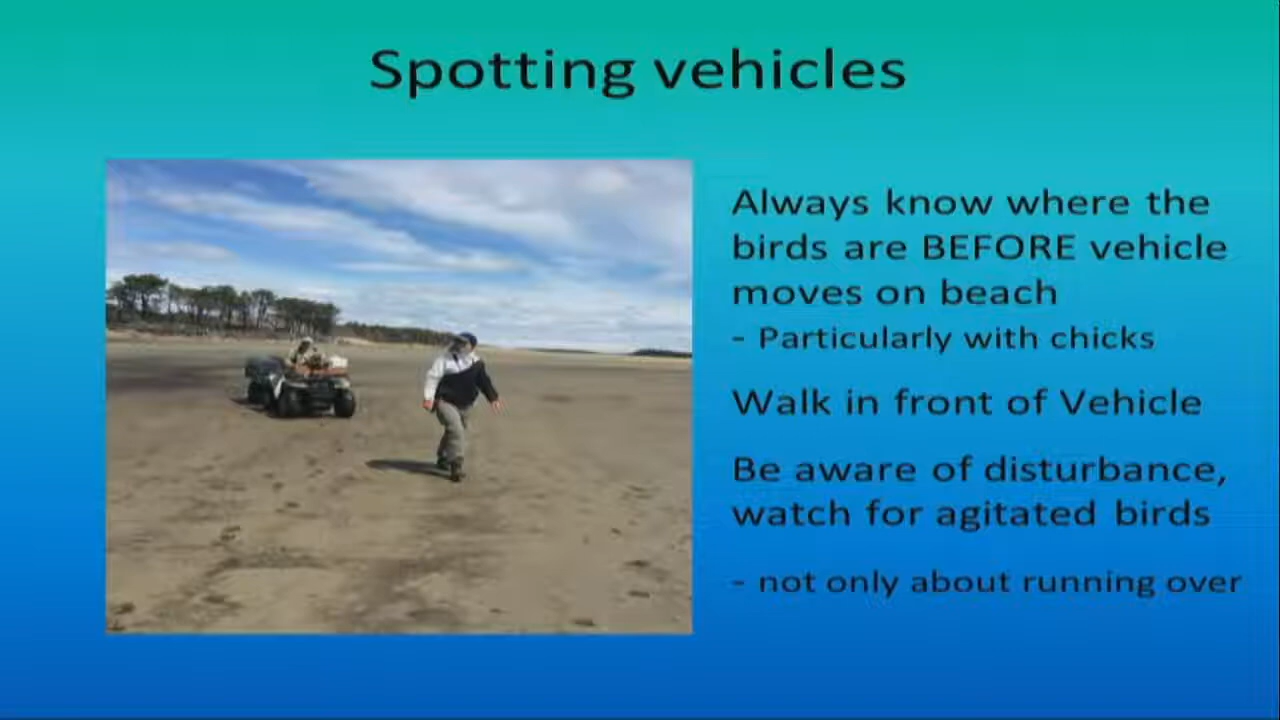 Spotting vehicles
Always know where the
birds are BEFORE vehicle
moves on beach
- Particularly with chicks
Walk in front of Vehicle
Be aware of disturbance,
watch for agitated birds
- not only about running over